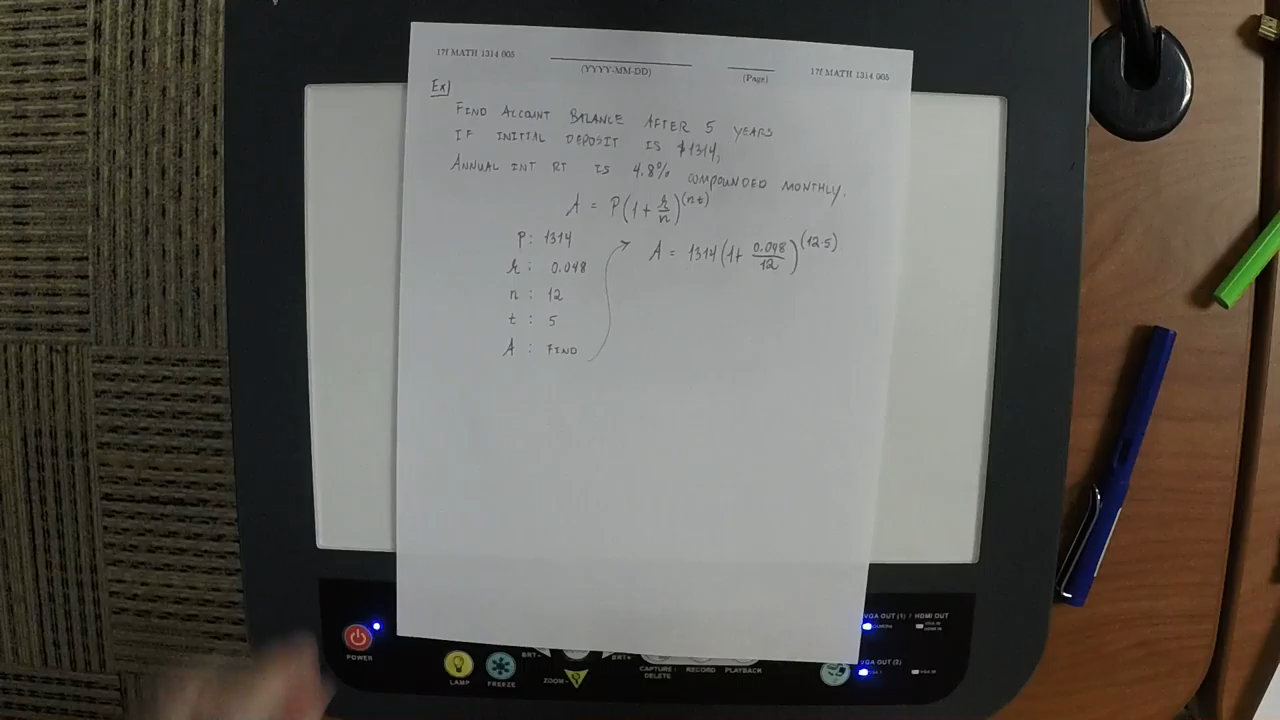 17f MATH 1314 005
(YYYY-MM-DD)
(Page)
17f MATH 1314 005
Ex)
FIND ACCOUNT BALANCE AFTER 5 YEARS
IF INITIAL DEPOSIT IS $1314,
ANNUAL INT RT IS 4.8% COMPOUNDED MONTHLY.
A = P(1 + r/n)^(nt)
P : 1314
A = 1314(1 + 0.048/12)^(12·5)
r : 0.048
n : 12
t : 5
A : FIND
POWER
LAMP
FREEZE
BRT-
BRT+
ZOOM-
CAPTURE/
DELETE
RECORD
PLAYBACK
VGA OUT (1) / HDMI OUT
CAMERA
VGA OUT (2)